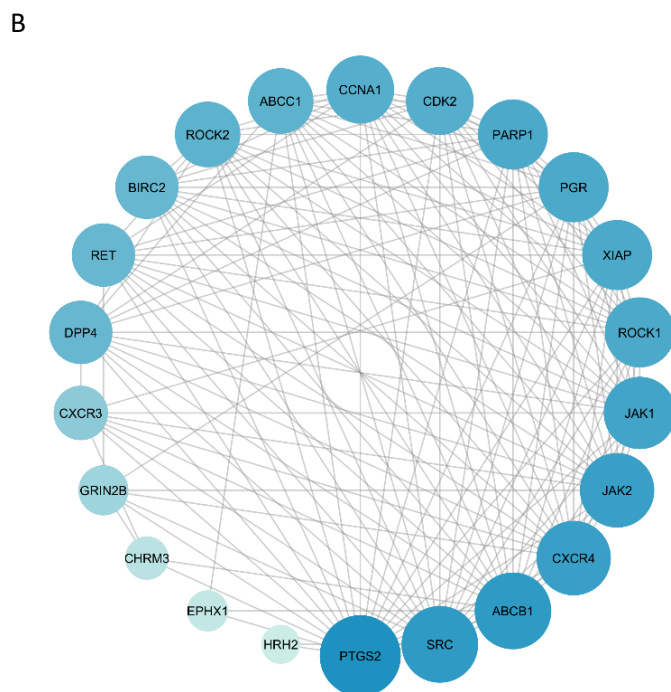 B
CCNA1
ABCC1
CDK2
ROCK2
PARP1
BIRC2
PGR
RET
XIAP
DPP4
ROCK1
CXCR3
JAK1
GRIN2B
JAK2
CHRM3
CXCR4
EPHX1
ABCB1
HRH2
SRC
PTGS2